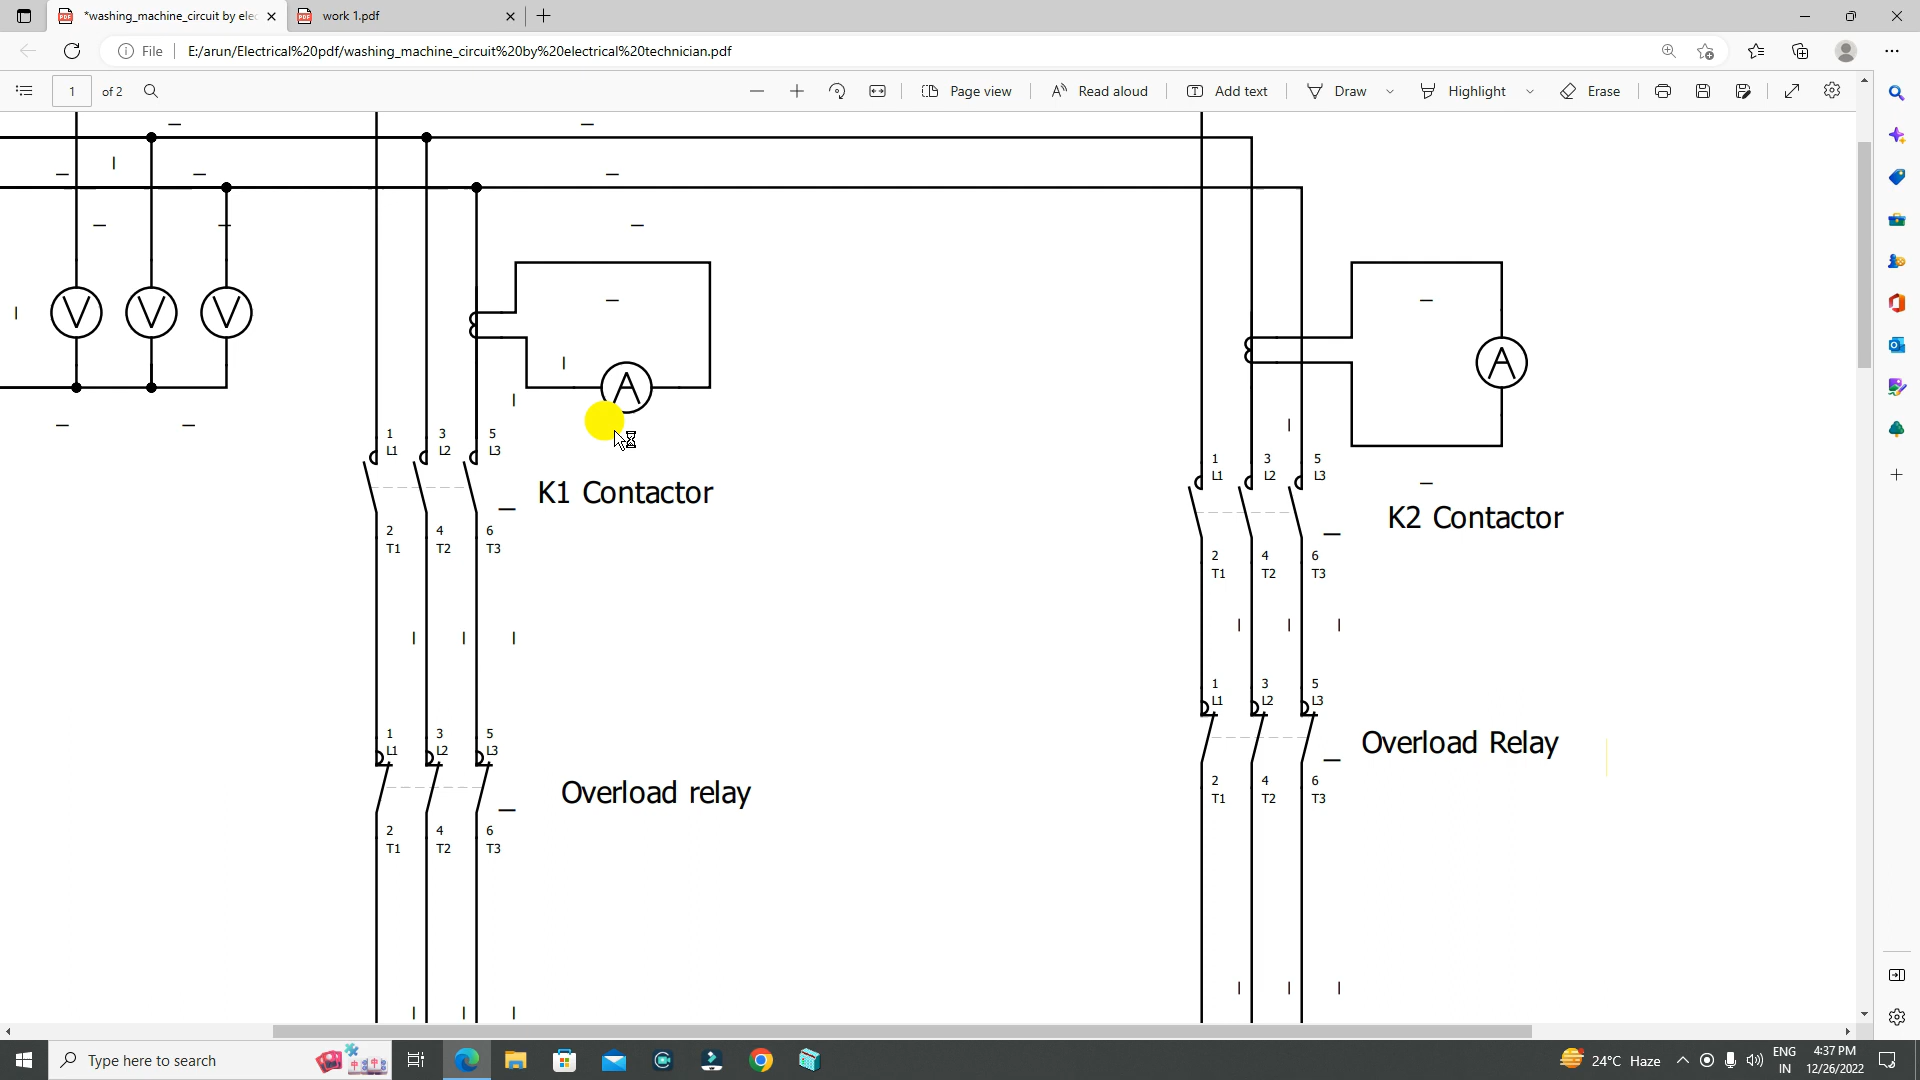 *washing_machine_circuit by elec
work 1.pdf
File
E:/arun/Electrical%20pdf/washing_machine_circuit%20by%20electrical%20technician.pdf
1
of 2
Page view
Read aloud
Add text
Draw
Highlight
Erase
V V V
A
A
1 3 5
L1 L2 L3
K1 Contactor
2 4 6
T1 T2 T3
1 3 5
L1 L2 L3
K2 Contactor
2 4 6
T1 T2 T3
1 3 5
L1 L2 L3
Overload relay
2 4 6
T1 T2 T3
1 3 5
L1 L2 L3
Overload Relay
2 4 6
T1 T2 T3
Type here to search
24°C Haze
ENG
IN
4:37 PM
12/26/2022